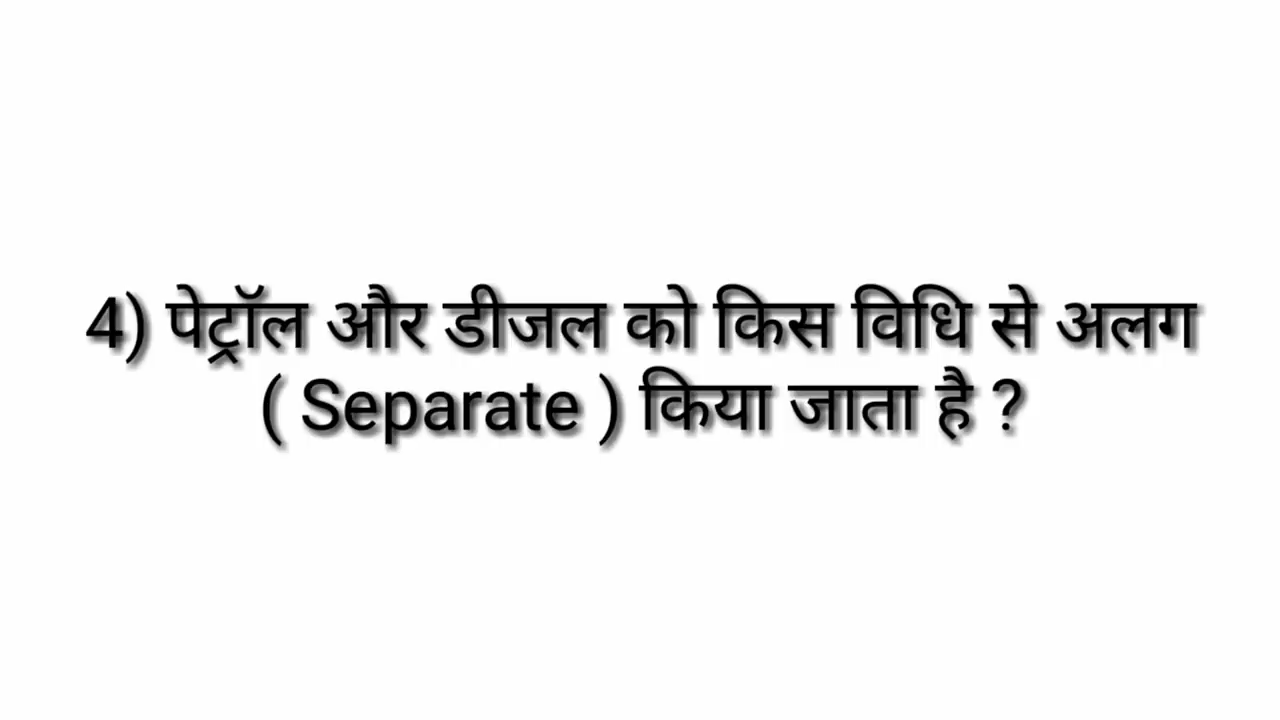 4) पेट्रॉल और डीजल को किस विधि से अलग
( Separate ) किया जाता है ?